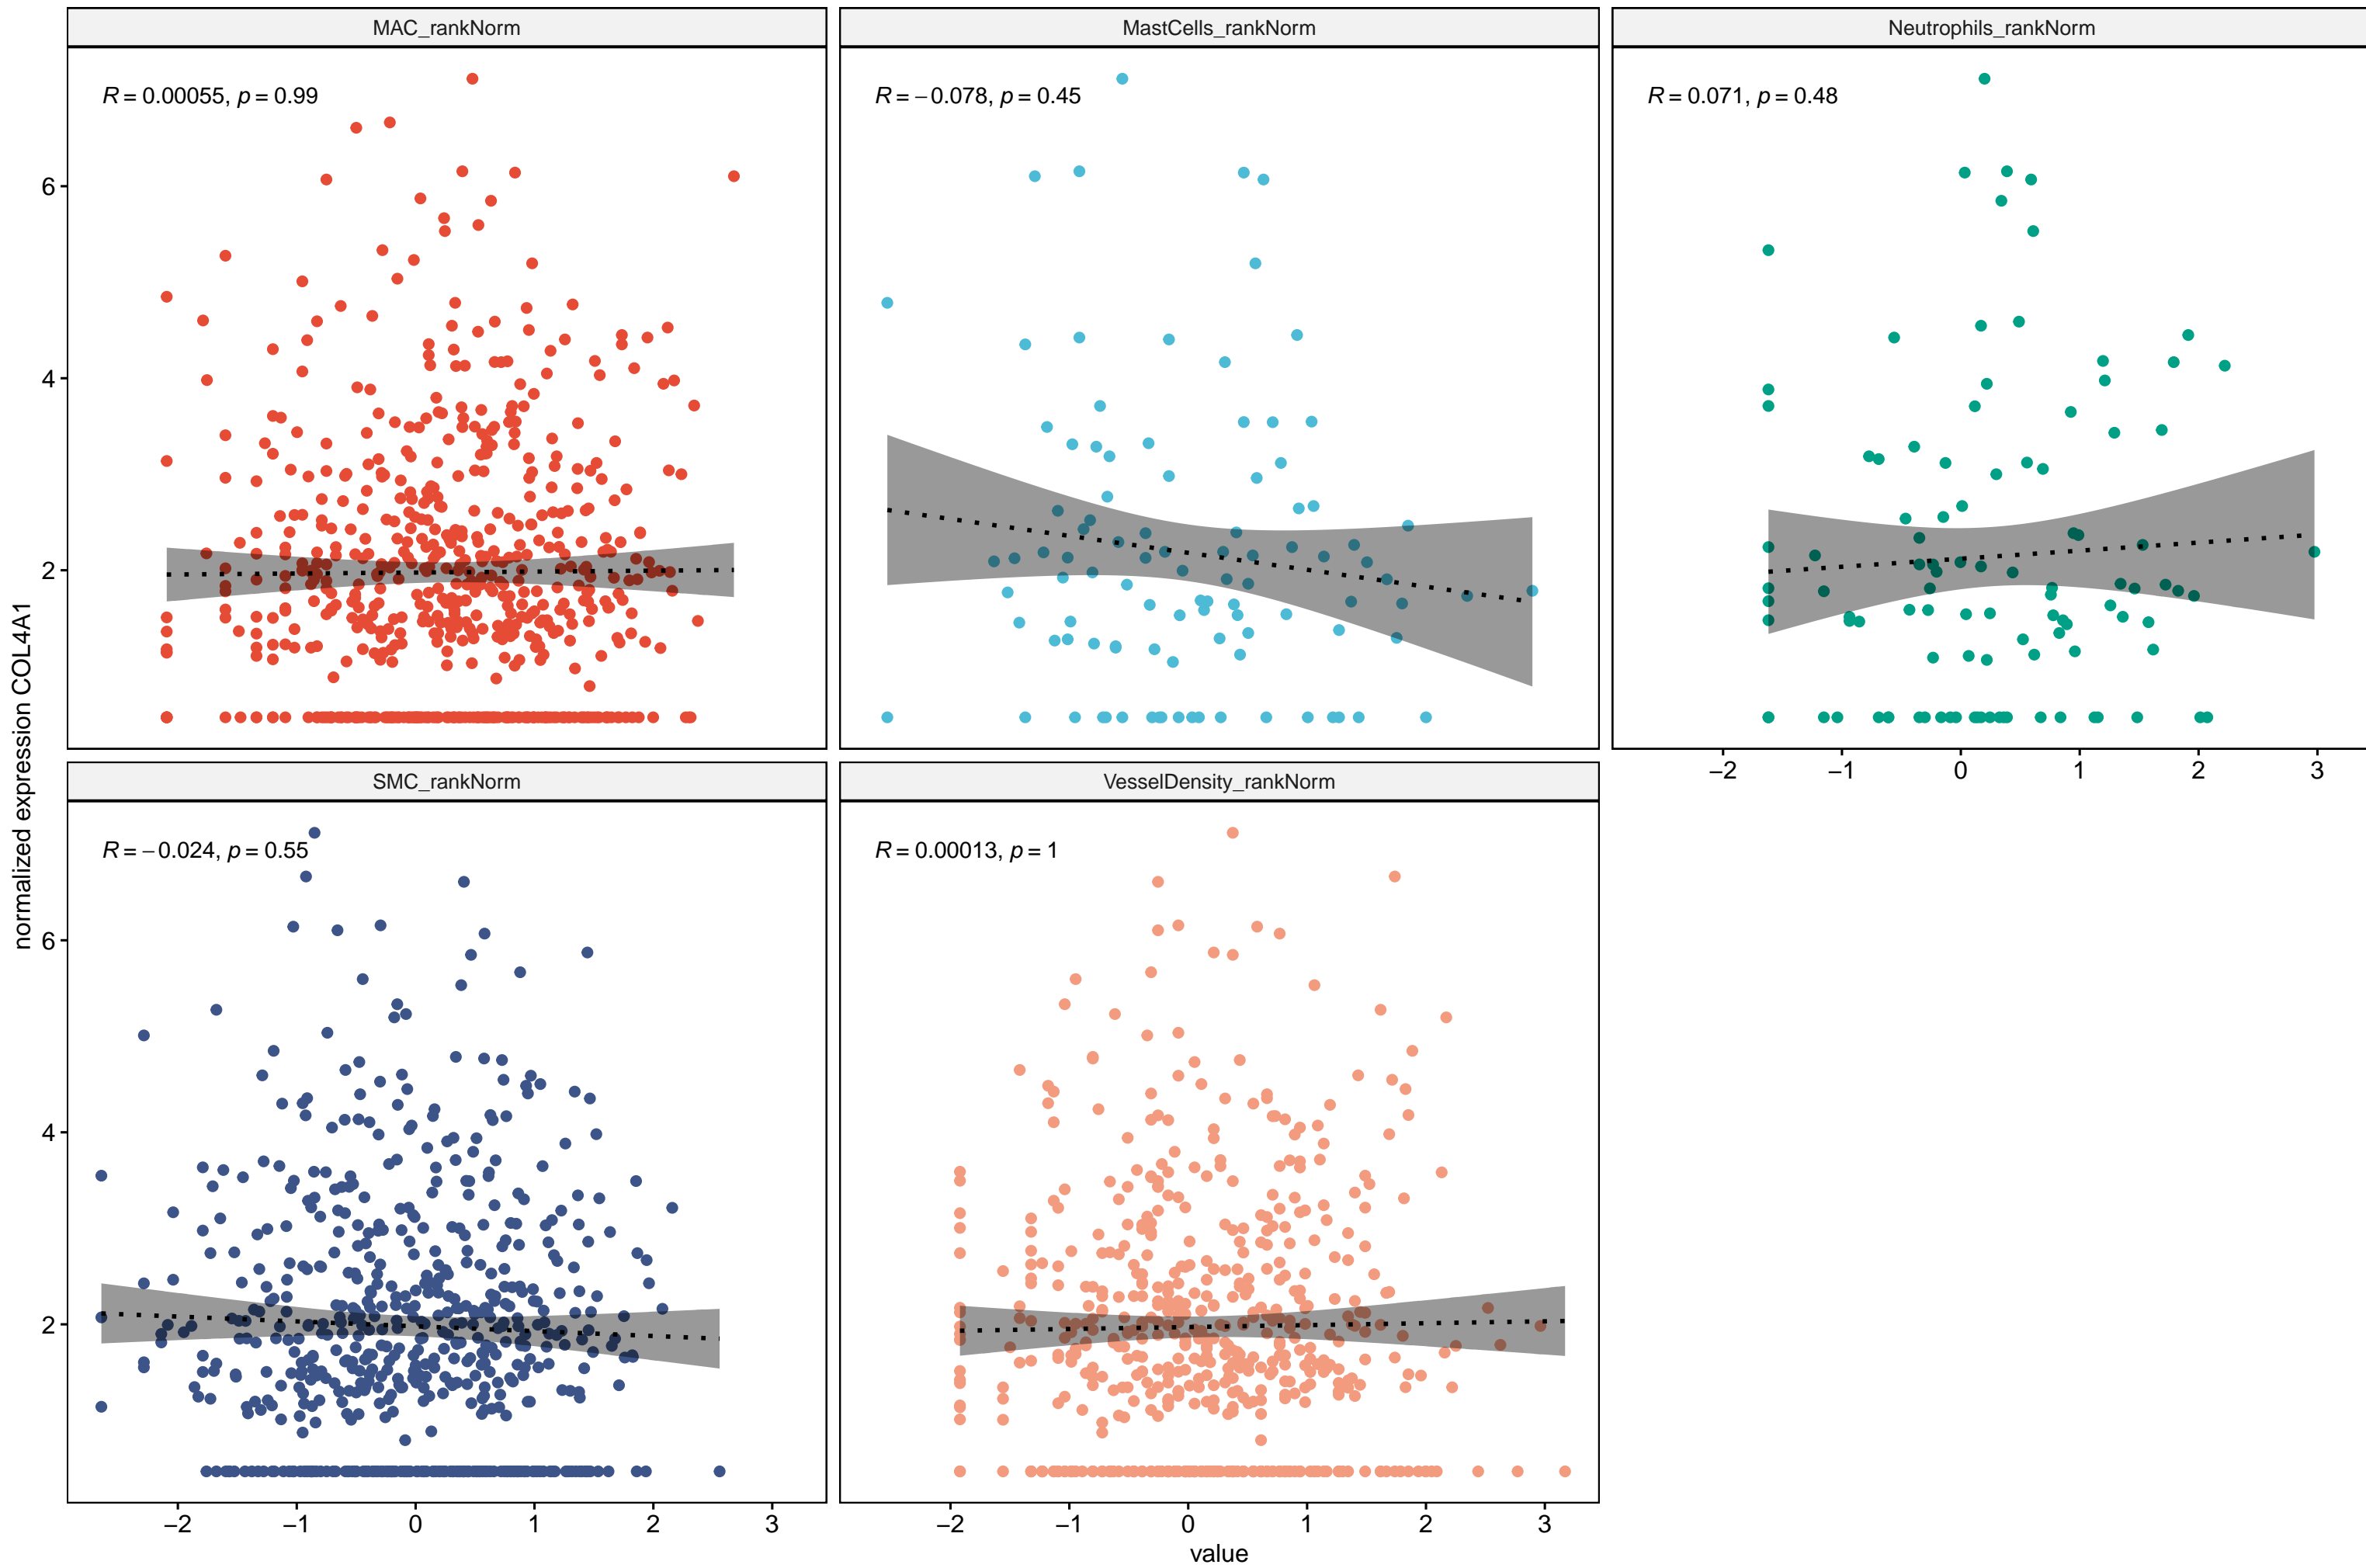 MAC_rankNorm
MastCells_rankNorm
Neutrophils_rankNorm
R = 0.00055, p = 0.99
R = −0.078, p = 0.45
R = 0.071, p = 0.48
6
4
2
−2 −1 0 1 2 3
normalized expression COL4A1
SMC_rankNorm
VesselDensity_rankNorm
R = −0.024, p = 0.55
R = 0.00013, p = 1
6
4
2
−2 −1 0 1 2 3
−2 −1 0 1 2 3
value